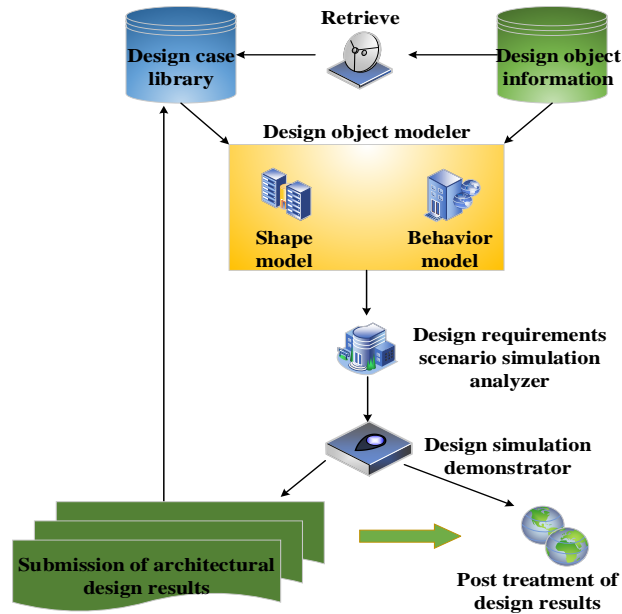 Retrieve
Design case
library
Design object
information
Design object modeler
Shape
model
Behavior
model
Design requirements
scenario simulation
analyzer
Design simulation
demonstrator
Submission of architectural
design results
Post treatment of
design results